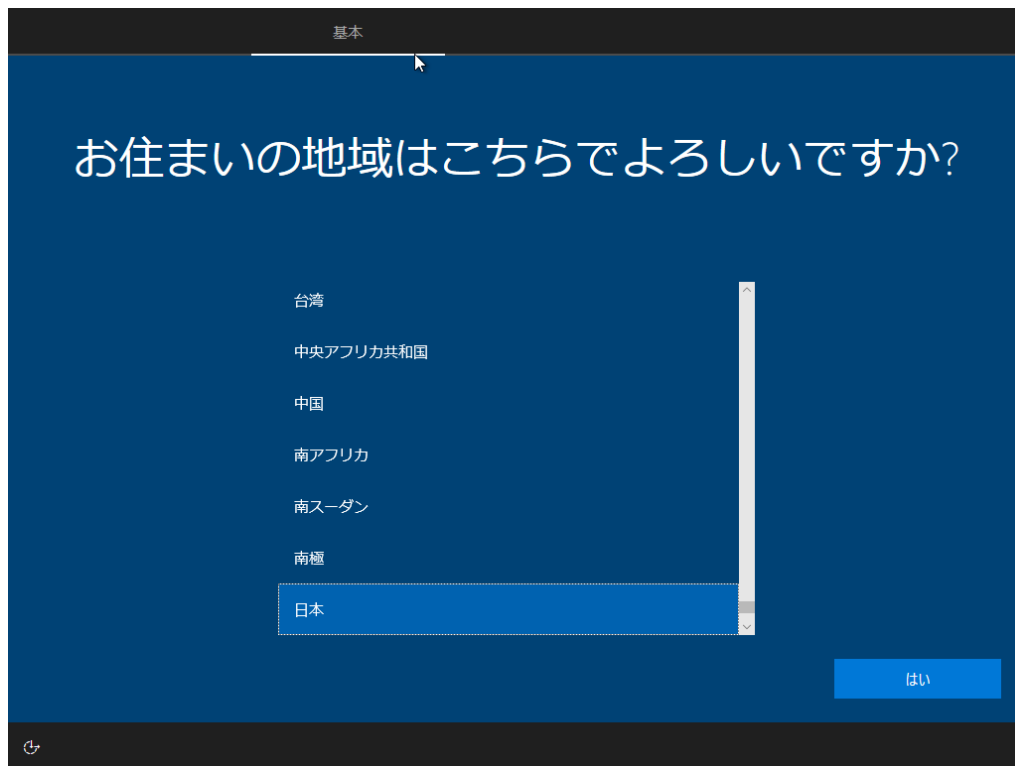 基本
お住まいの地域はこちらでよろしいですか?
台湾
中央アフリカ共和国
中国
南アフリカ
南スーダン
南極
日本
はい